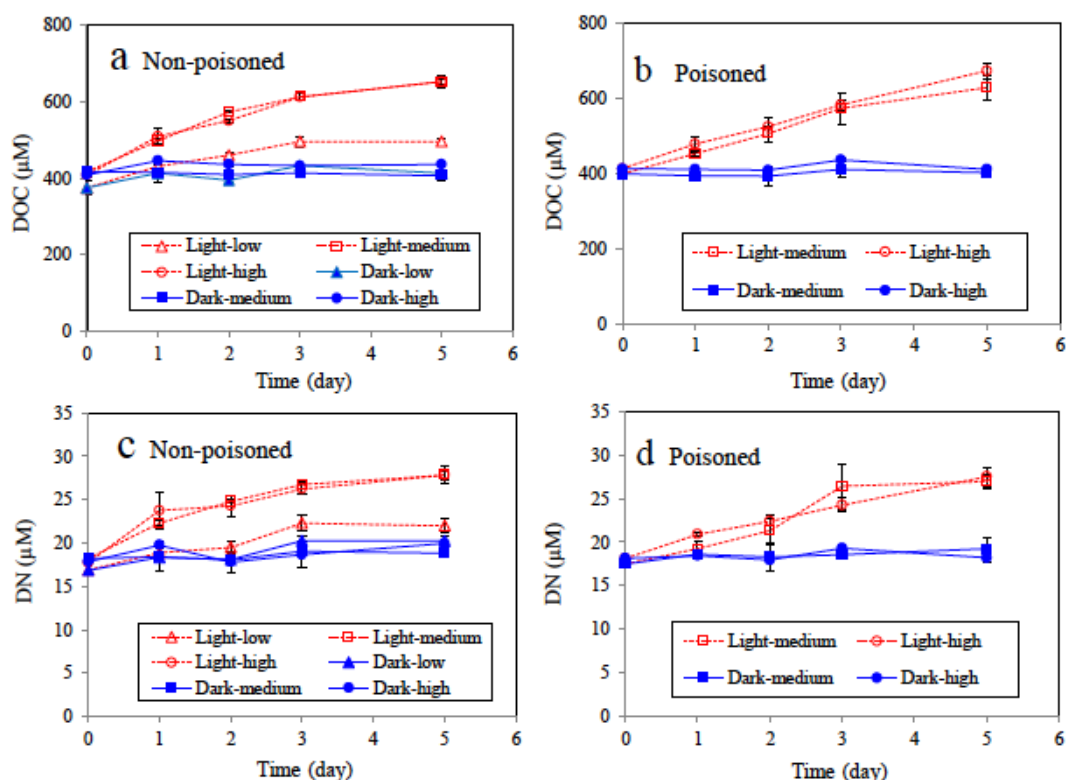 a Non-poisoned
DOC (µM)
800
600
400
200
0
Light-low Light-medium
Light-high Dark-low
Dark-medium Dark-high
0 1 2 3 4 5 6
Time (day)
b Poisoned
DOC (µM)
800
600
400
200
0
Light-medium Light-high
Dark-medium Dark-high
0 1 2 3 4 5 6
Time (day)
c Non-poisoned
DN (µM)
35
30
25
20
15
10
5
0
Light-low Light-medium
Light-high Dark-low
Dark-medium Dark-high
0 1 2 3 4 5 6
Time (day)
d Poisoned
DN (µM)
35
30
25
20
15
10
5
0
Light-medium Light-high
Dark-medium Dark-high
0 1 2 3 4 5 6
Time (day)